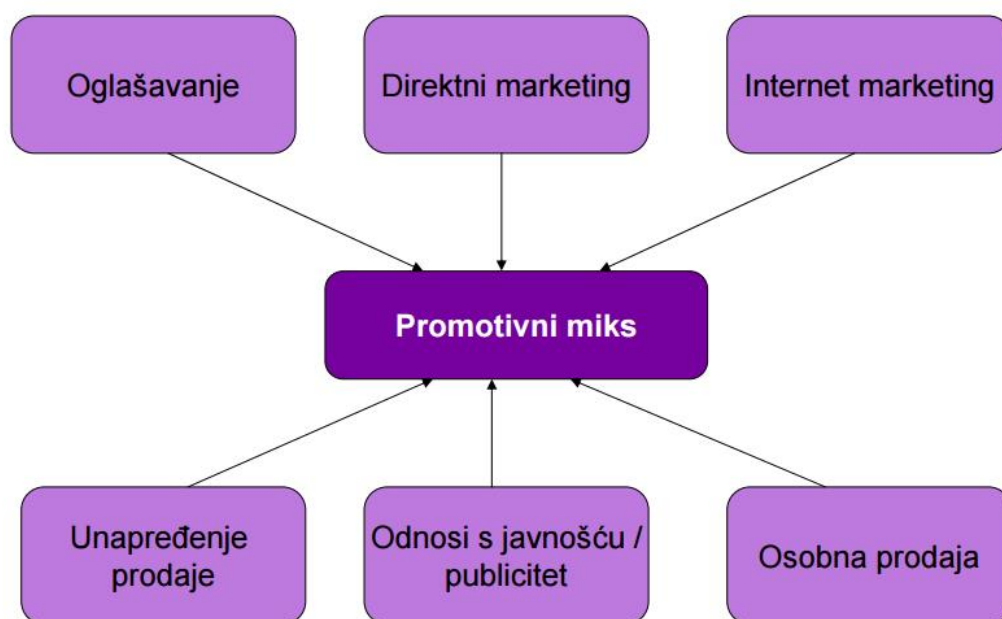 Oglašavanje
Direktni marketing
Internet marketing
Promotivni miks
Unapređenje
prodaje
Odnosi s javnošću /
publicitet
Osobna prodaja